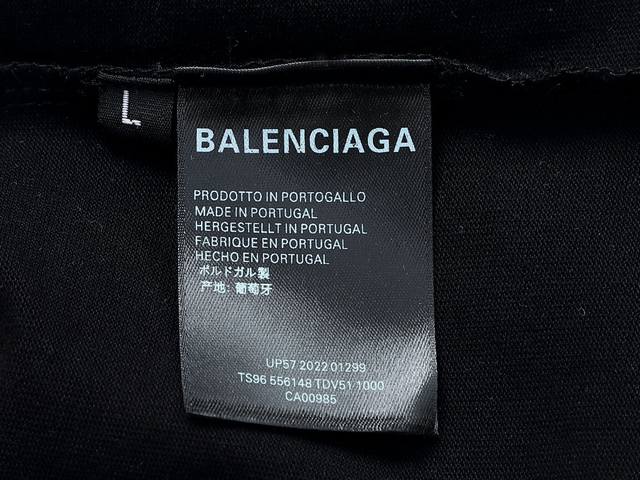 L
BALENCIAGA
PRODOTTO IN PORTOGALLO
MADE IN PORTUGAL
HERGESTELLT IN PORTUGAL
FABRIQUE EN PORTUGAL
HECHO EN PORTUGAL
ポルドガル製
产地: 葡萄牙
UP57 2022 01299
TS96 556148 TDV51 1000
CA00985